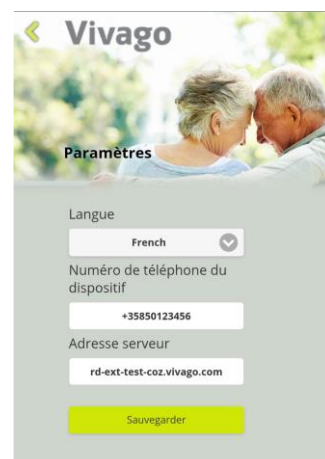 Vivago
Paramètres
Langue
French
Numéro de téléphone du
dispositif
+35850123456
Adresse serveur
rd-ext-test-coz.vivago.com
Sauvegarder